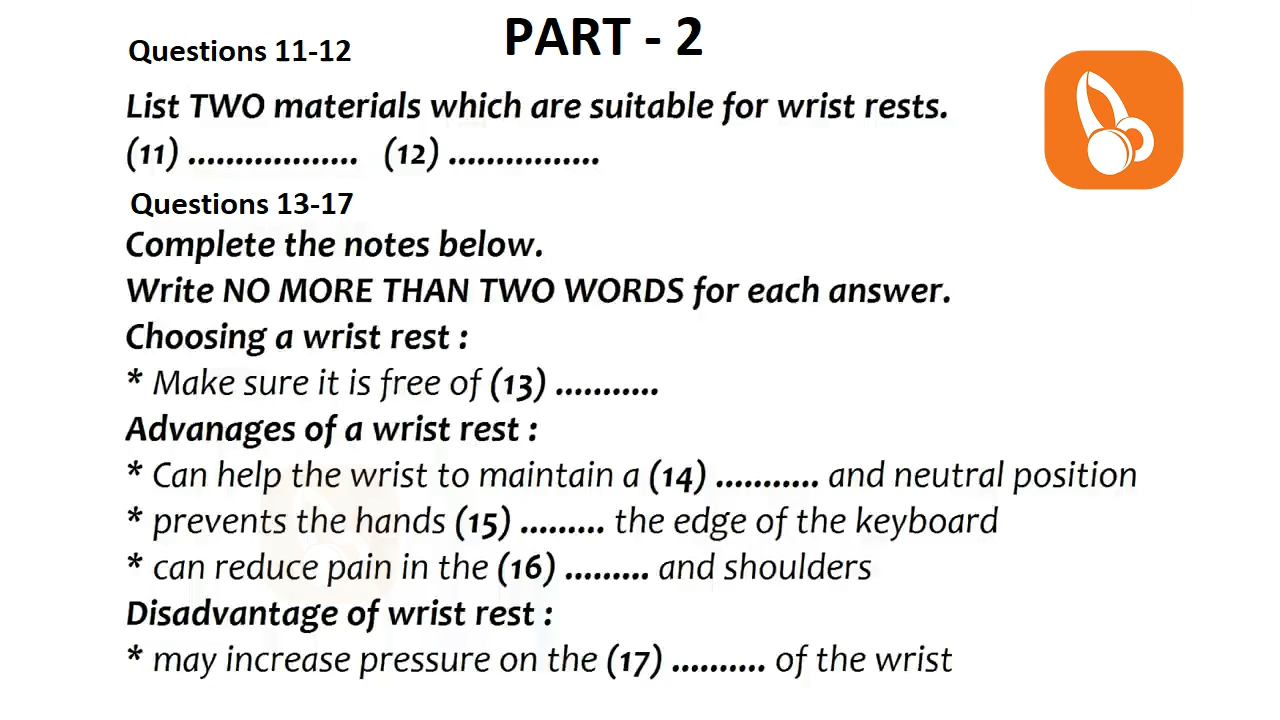 PART - 2
Questions 11-12
List TWO materials which are suitable for wrist rests.
(11) .................. (12) ................
Questions 13-17
Complete the notes below.
Write NO MORE THAN TWO WORDS for each answer.
Choosing a wrist rest :
* Make sure it is free of (13) ...........
Advanages of a wrist rest :
* Can help the wrist to maintain a (14) ........... and neutral position
* prevents the hands (15) ......... the edge of the keyboard
* can reduce pain in the (16) ......... and shoulders
Disadvantage of wrist rest :
* may increase pressure on the (17) .......... of the wrist